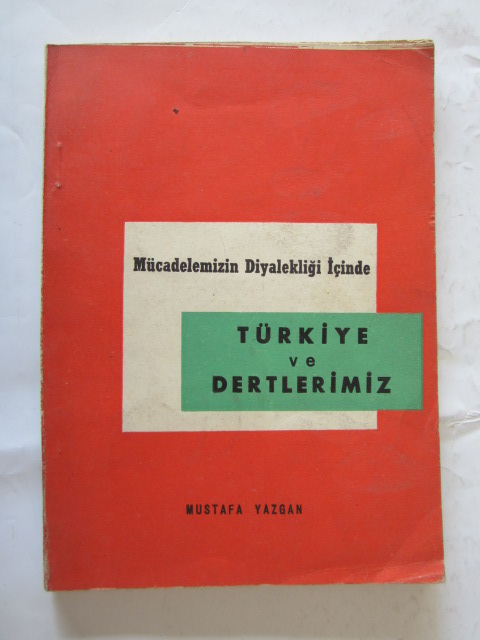 Mücadelemizin Diyalekliği İçinde
TÜRKİYE
ve
DERTLERİMİZ
MUSTAFA YAZGAN